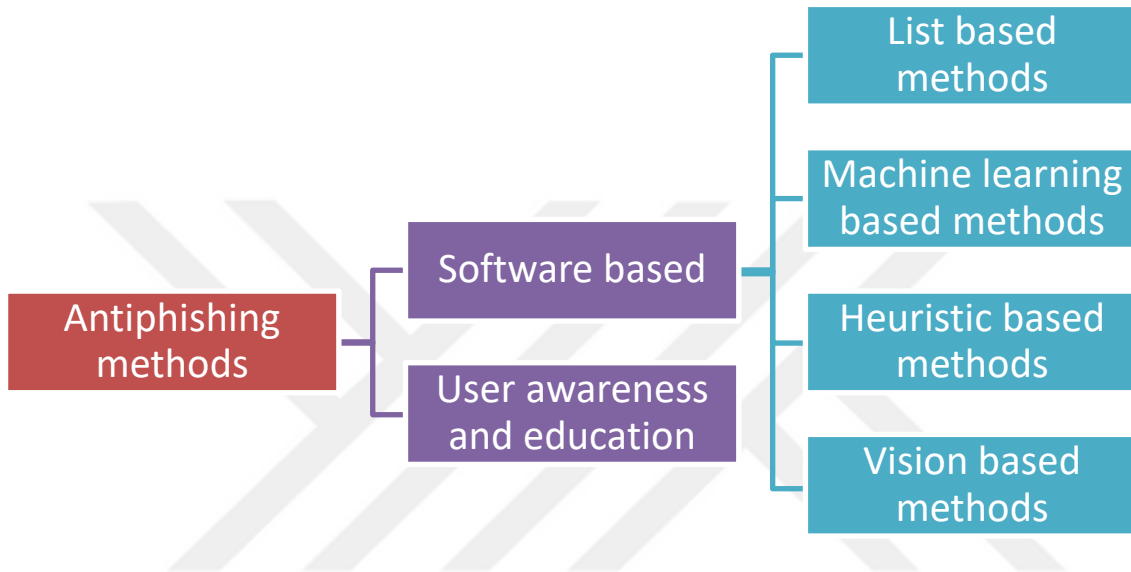 Antiphishing
methods
Software based
User awareness
and education
List based
methods
Machine learning
based methods
Heuristic based
methods
Vision based
methods